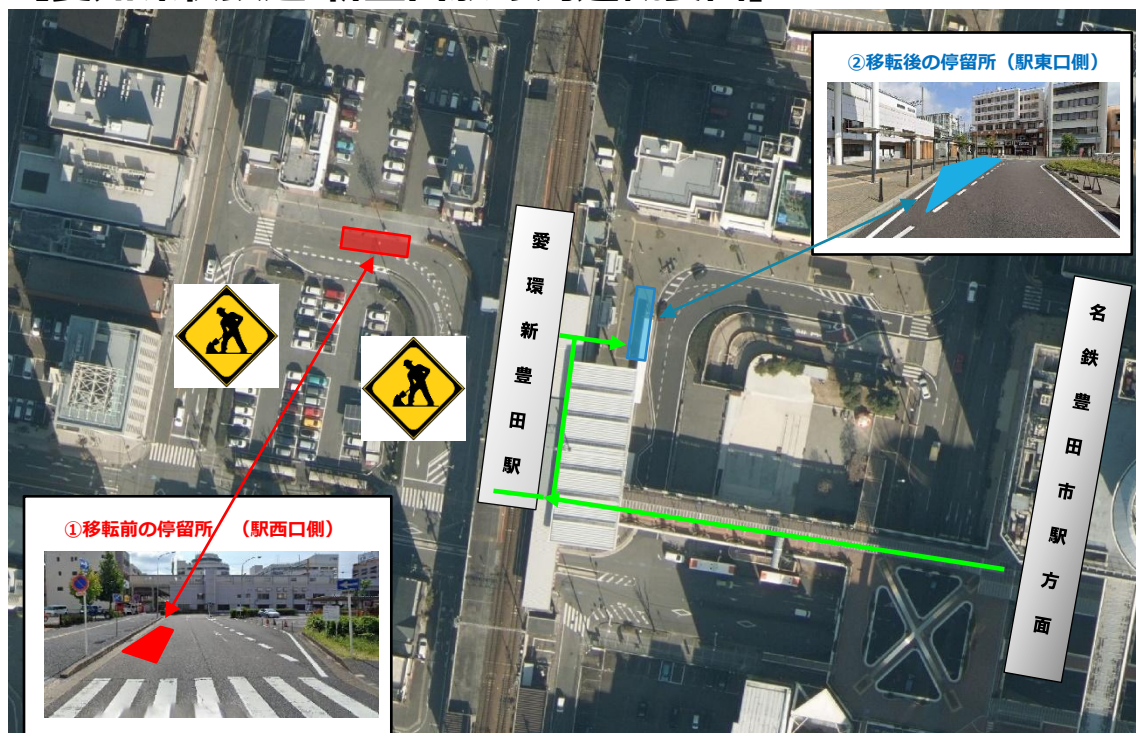 ②移転後の停留所（駅東口側）
愛環新豊田駅
名鉄豊田市駅方面
①移転前の停留所 （駅西口側）